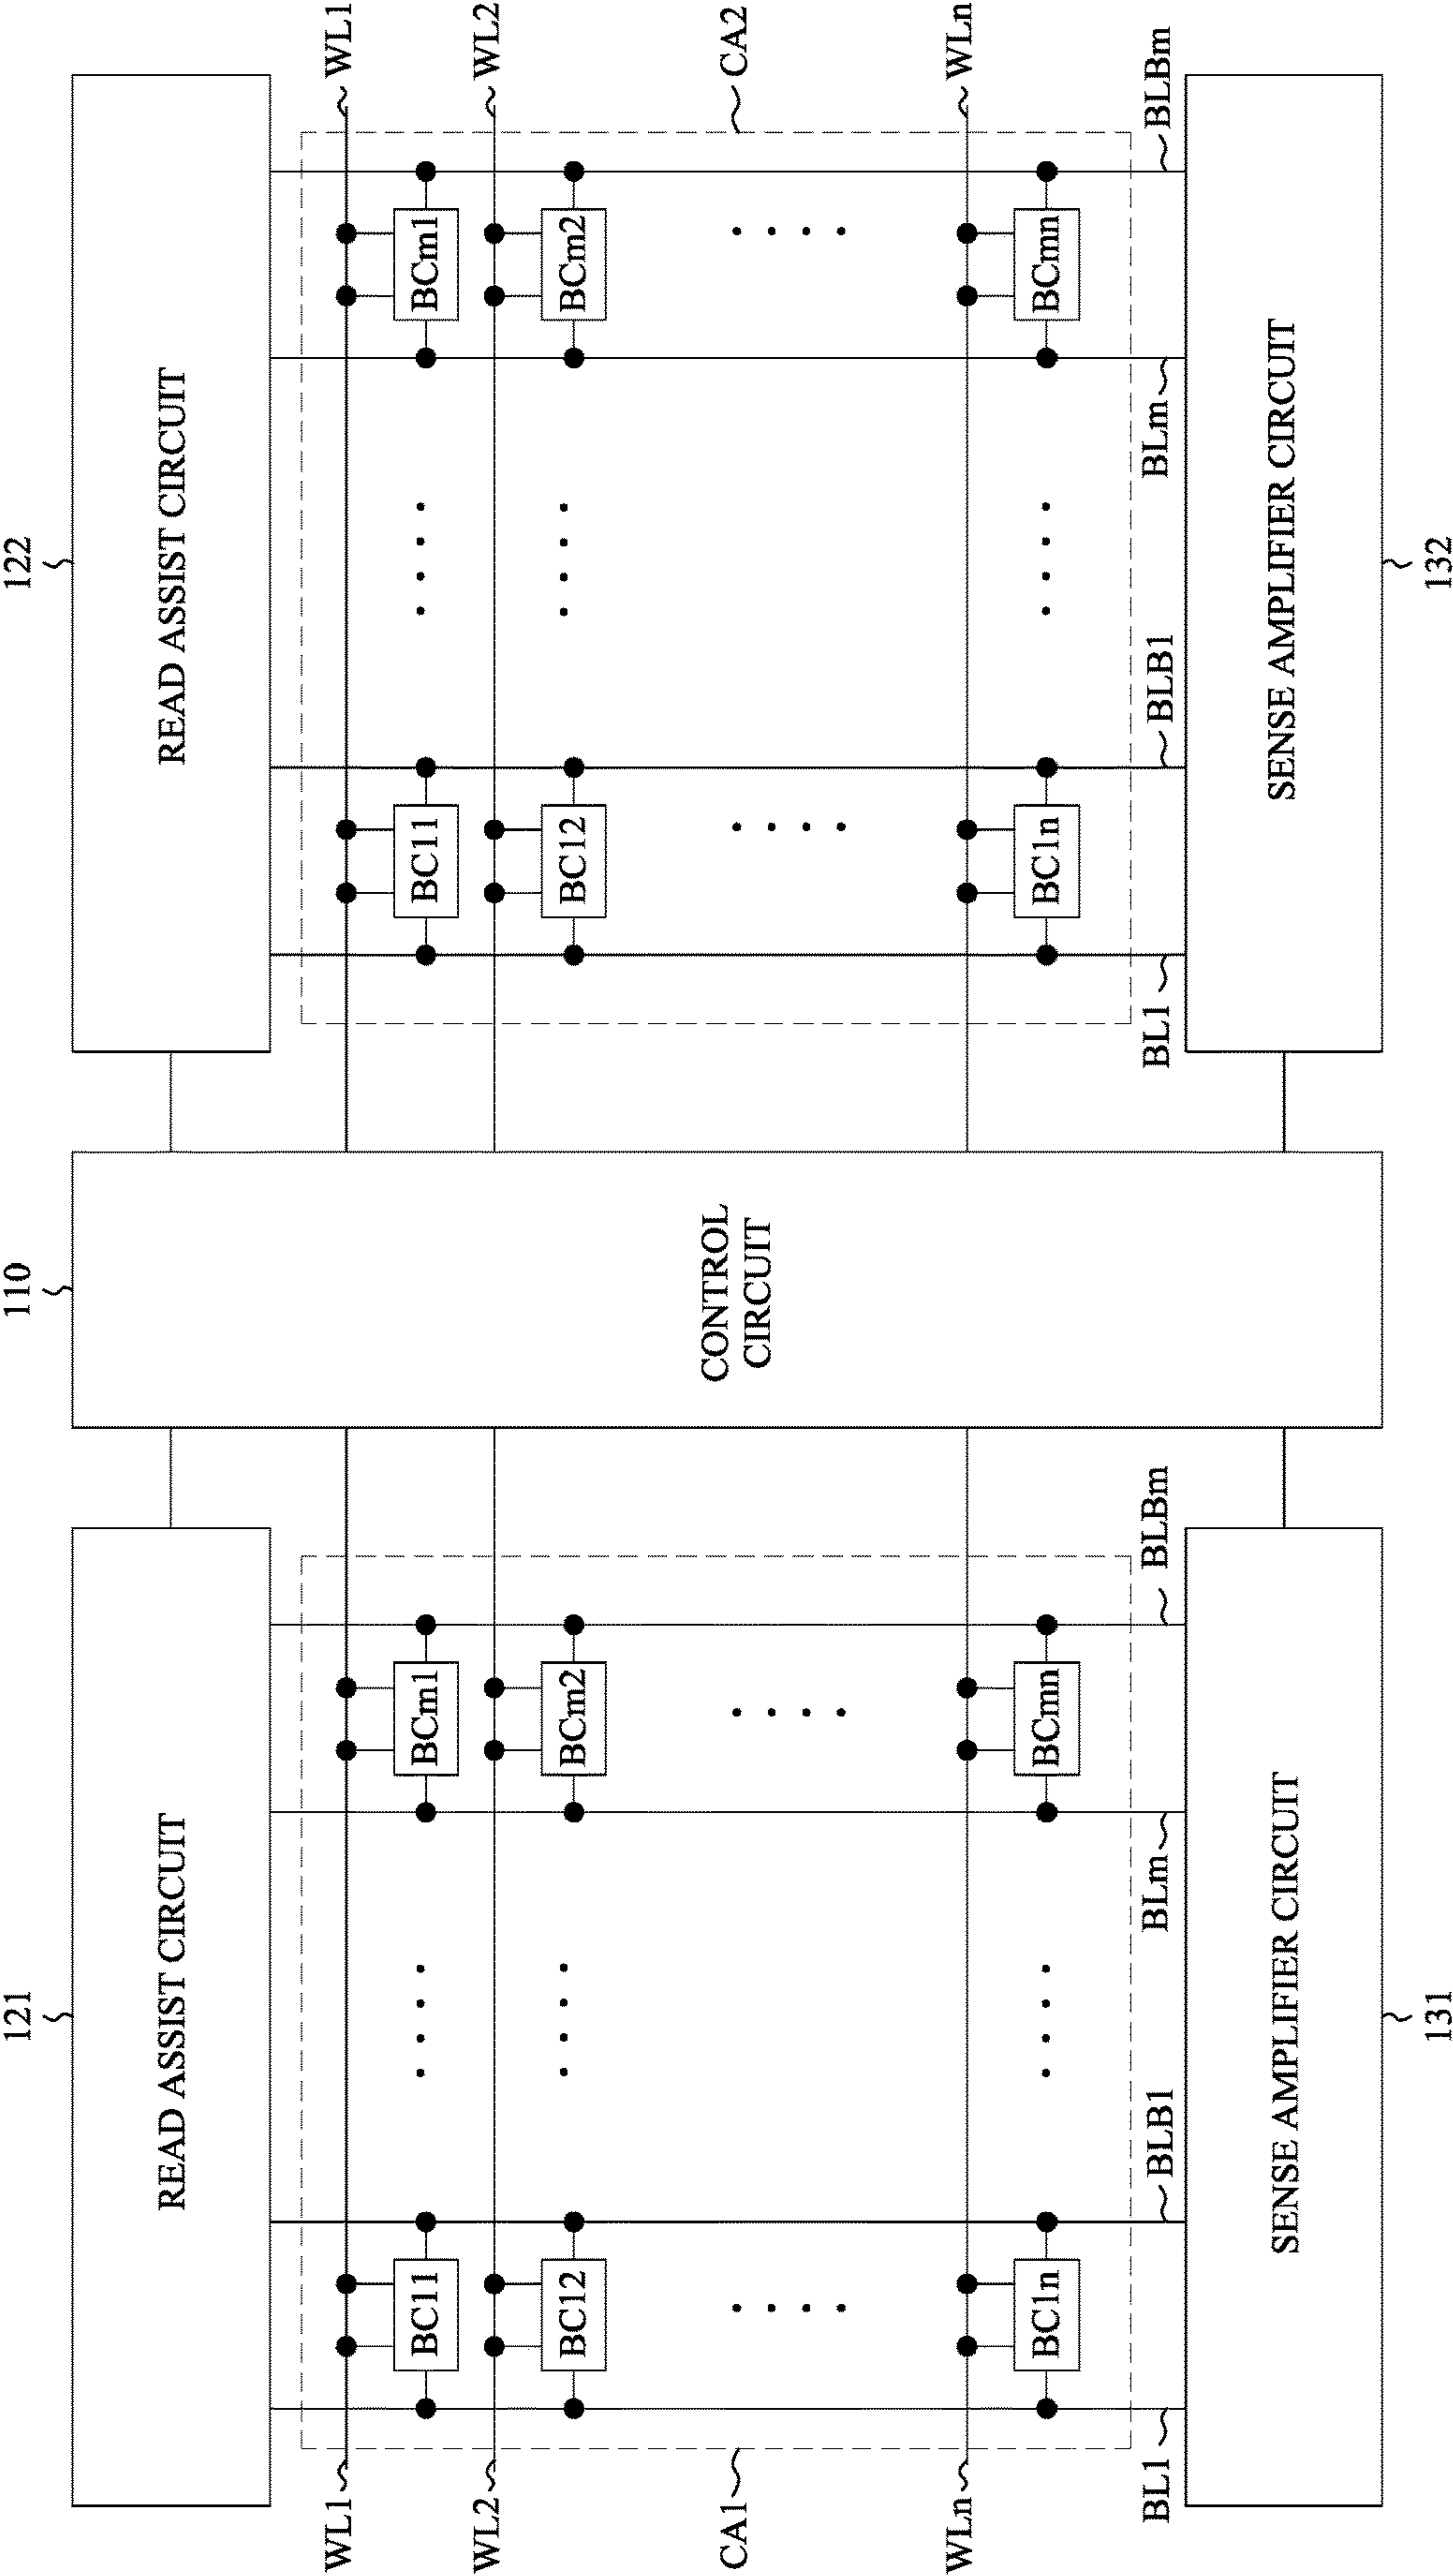 121
110
122
READ ASSIST CIRCUIT
READ ASSIST CIRCUIT
WL1
WL1
BC11
BCm1
BC11
BCm1
WL2
WL2
BC12
BCm2
BC12
BCm2
CONTROL
CIRCUIT
CA1
CA2
WLn
WLn
BC1n
BCmn
BC1n
BCmn
BL1
BLB1
BLm
BLBm
BL1
BLB1
BLm
BLBm
SENSE AMPLIFIER CIRCUIT
SENSE AMPLIFIER CIRCUIT
131
132